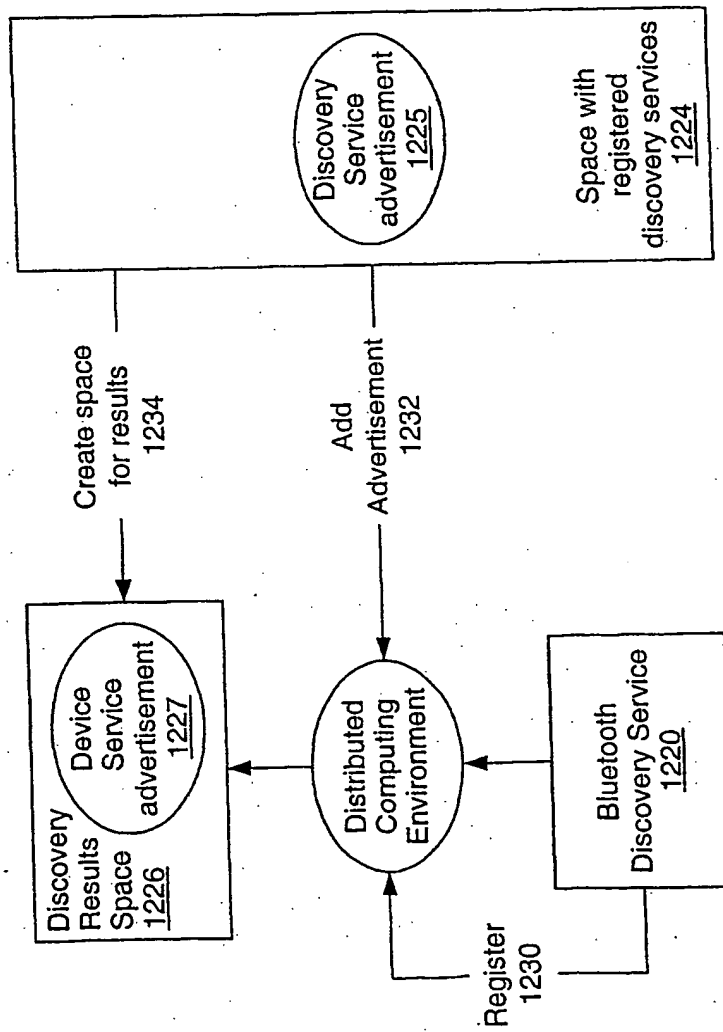 Discovery
Results
Space
1226
Device
Service
advertisement
1227
Create space
for results
1234
Discovery
Service
advertisement
1225
Space with
registered
discovery services
1224
Add
Advertisement
1232
Distributed
Computing
Environment
Register
1230
Bluetooth
Discovery Service
1220